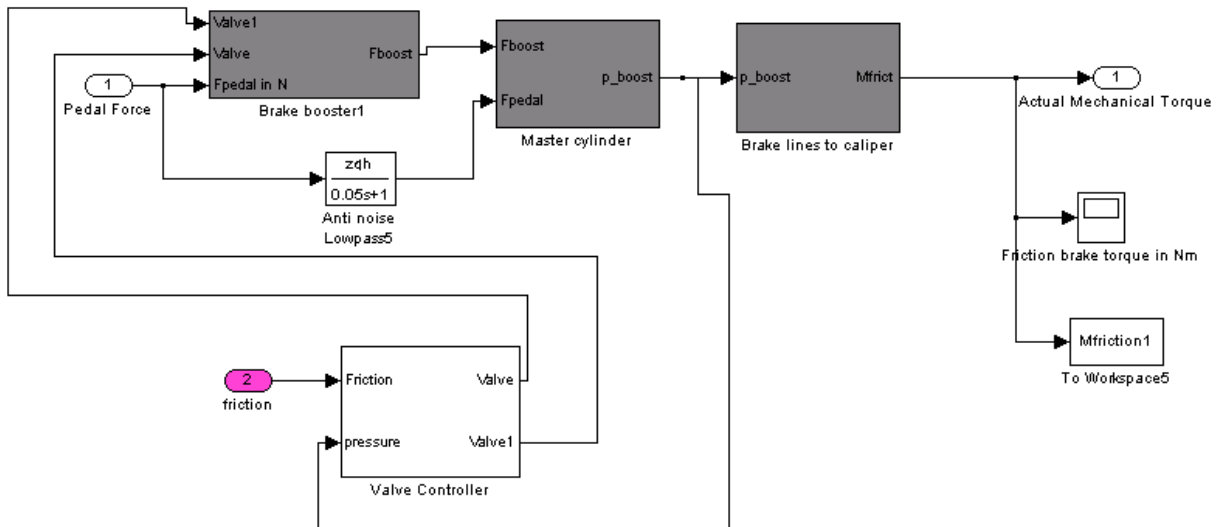 Valve1
Valve
Fpedal in N
Fboost
Brake booster1
1
Pedal Force
Fboost
Fpedal
p_boost
Master cylinder
p_boost
Mfrict
Brake lines to caliper
1
Actual Mechanical Torque
zqh
0.05s+1
Anti noise
Lowpass5
Friction brake torque in Nm
Mfriction1
To Workspace5
2
friction
Friction
pressure
Valve
Valve1
Valve Controller